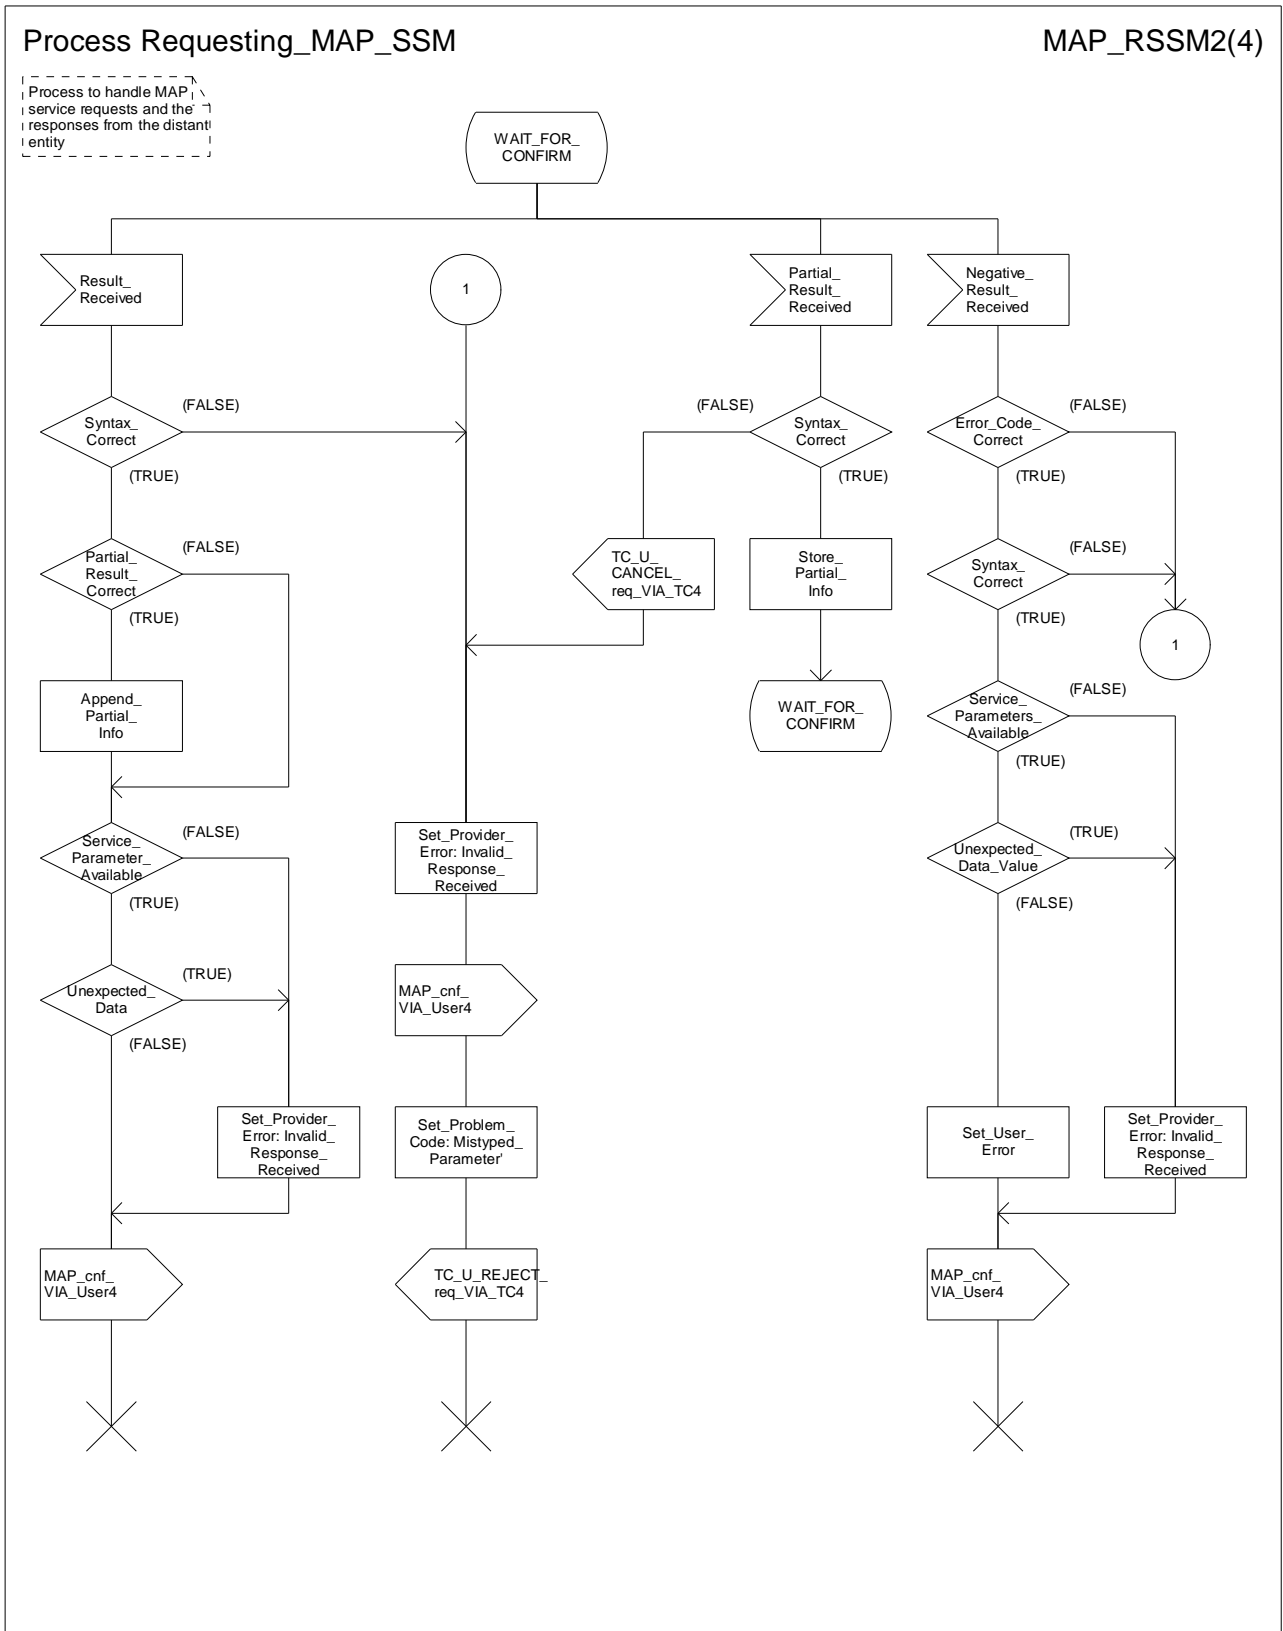 Process Requesting_MAP_SSM
MAP_RSSM2(4)
Process to handle MAP
service requests and the
responses from the distant
entity
WAIT_FOR_
CONFIRM
Result_
Received
1
Partial_
Result_
Received
Negative_
Result_
Received
Syntax_
Correct
(FALSE)
(TRUE)
(FALSE)
Syntax_
Correct
(TRUE)
Error_Code_
Correct
(FALSE)
(TRUE)
Partial_
Result_
Correct
(FALSE)
(TRUE)
TC_U_
CANCEL_
req_VIA_TC4
Store_
Partial_
Info
Syntax_
Correct
(FALSE)
(TRUE)
1
Append_
Partial_
Info
WAIT_FOR_
CONFIRM
Service_
Parameters_
Available
(FALSE)
(TRUE)
Service_
Parameter_
Available
(FALSE)
(TRUE)
Set_Provider_
Error: Invalid_
Response_
Received
Unexpected_
Data_Value
(TRUE)
(FALSE)
Unexpected_
Data
(TRUE)
(FALSE)
MAP_cnf_
VIA_User4
Set_Provider_
Error: Invalid_
Response_
Received
Set_Problem_
Code: Mistyped_
Parameter'
Set_User_
Error
Set_Provider_
Error: Invalid_
Response_
Received
MAP_cnf_
VIA_User4
TC_U_REJECT_
req_VIA_TC4
MAP_cnf_
VIA_User4